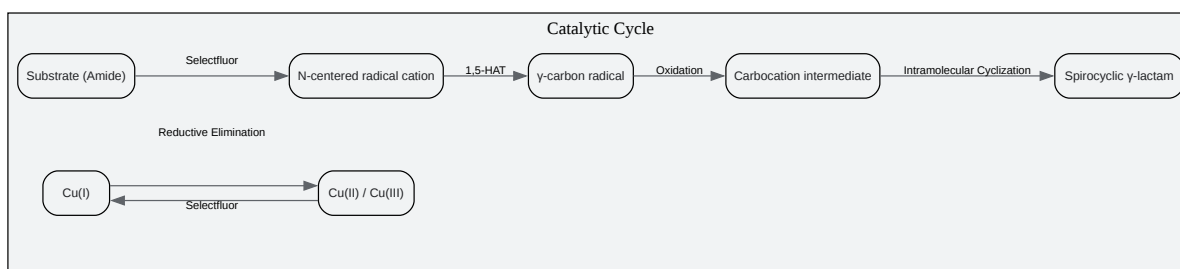 Catalytic Cycle
Selectfluor
Substrate (Amide)
N-centered radical cation
1,5-HAT
γ-carbon radical
Oxidation
Carbocation intermediate
Intramolecular Cyclization
Spirocyclic γ-lactam
Reductive Elimination
Cu(I)
Cu(II) / Cu(III)
Selectfluor